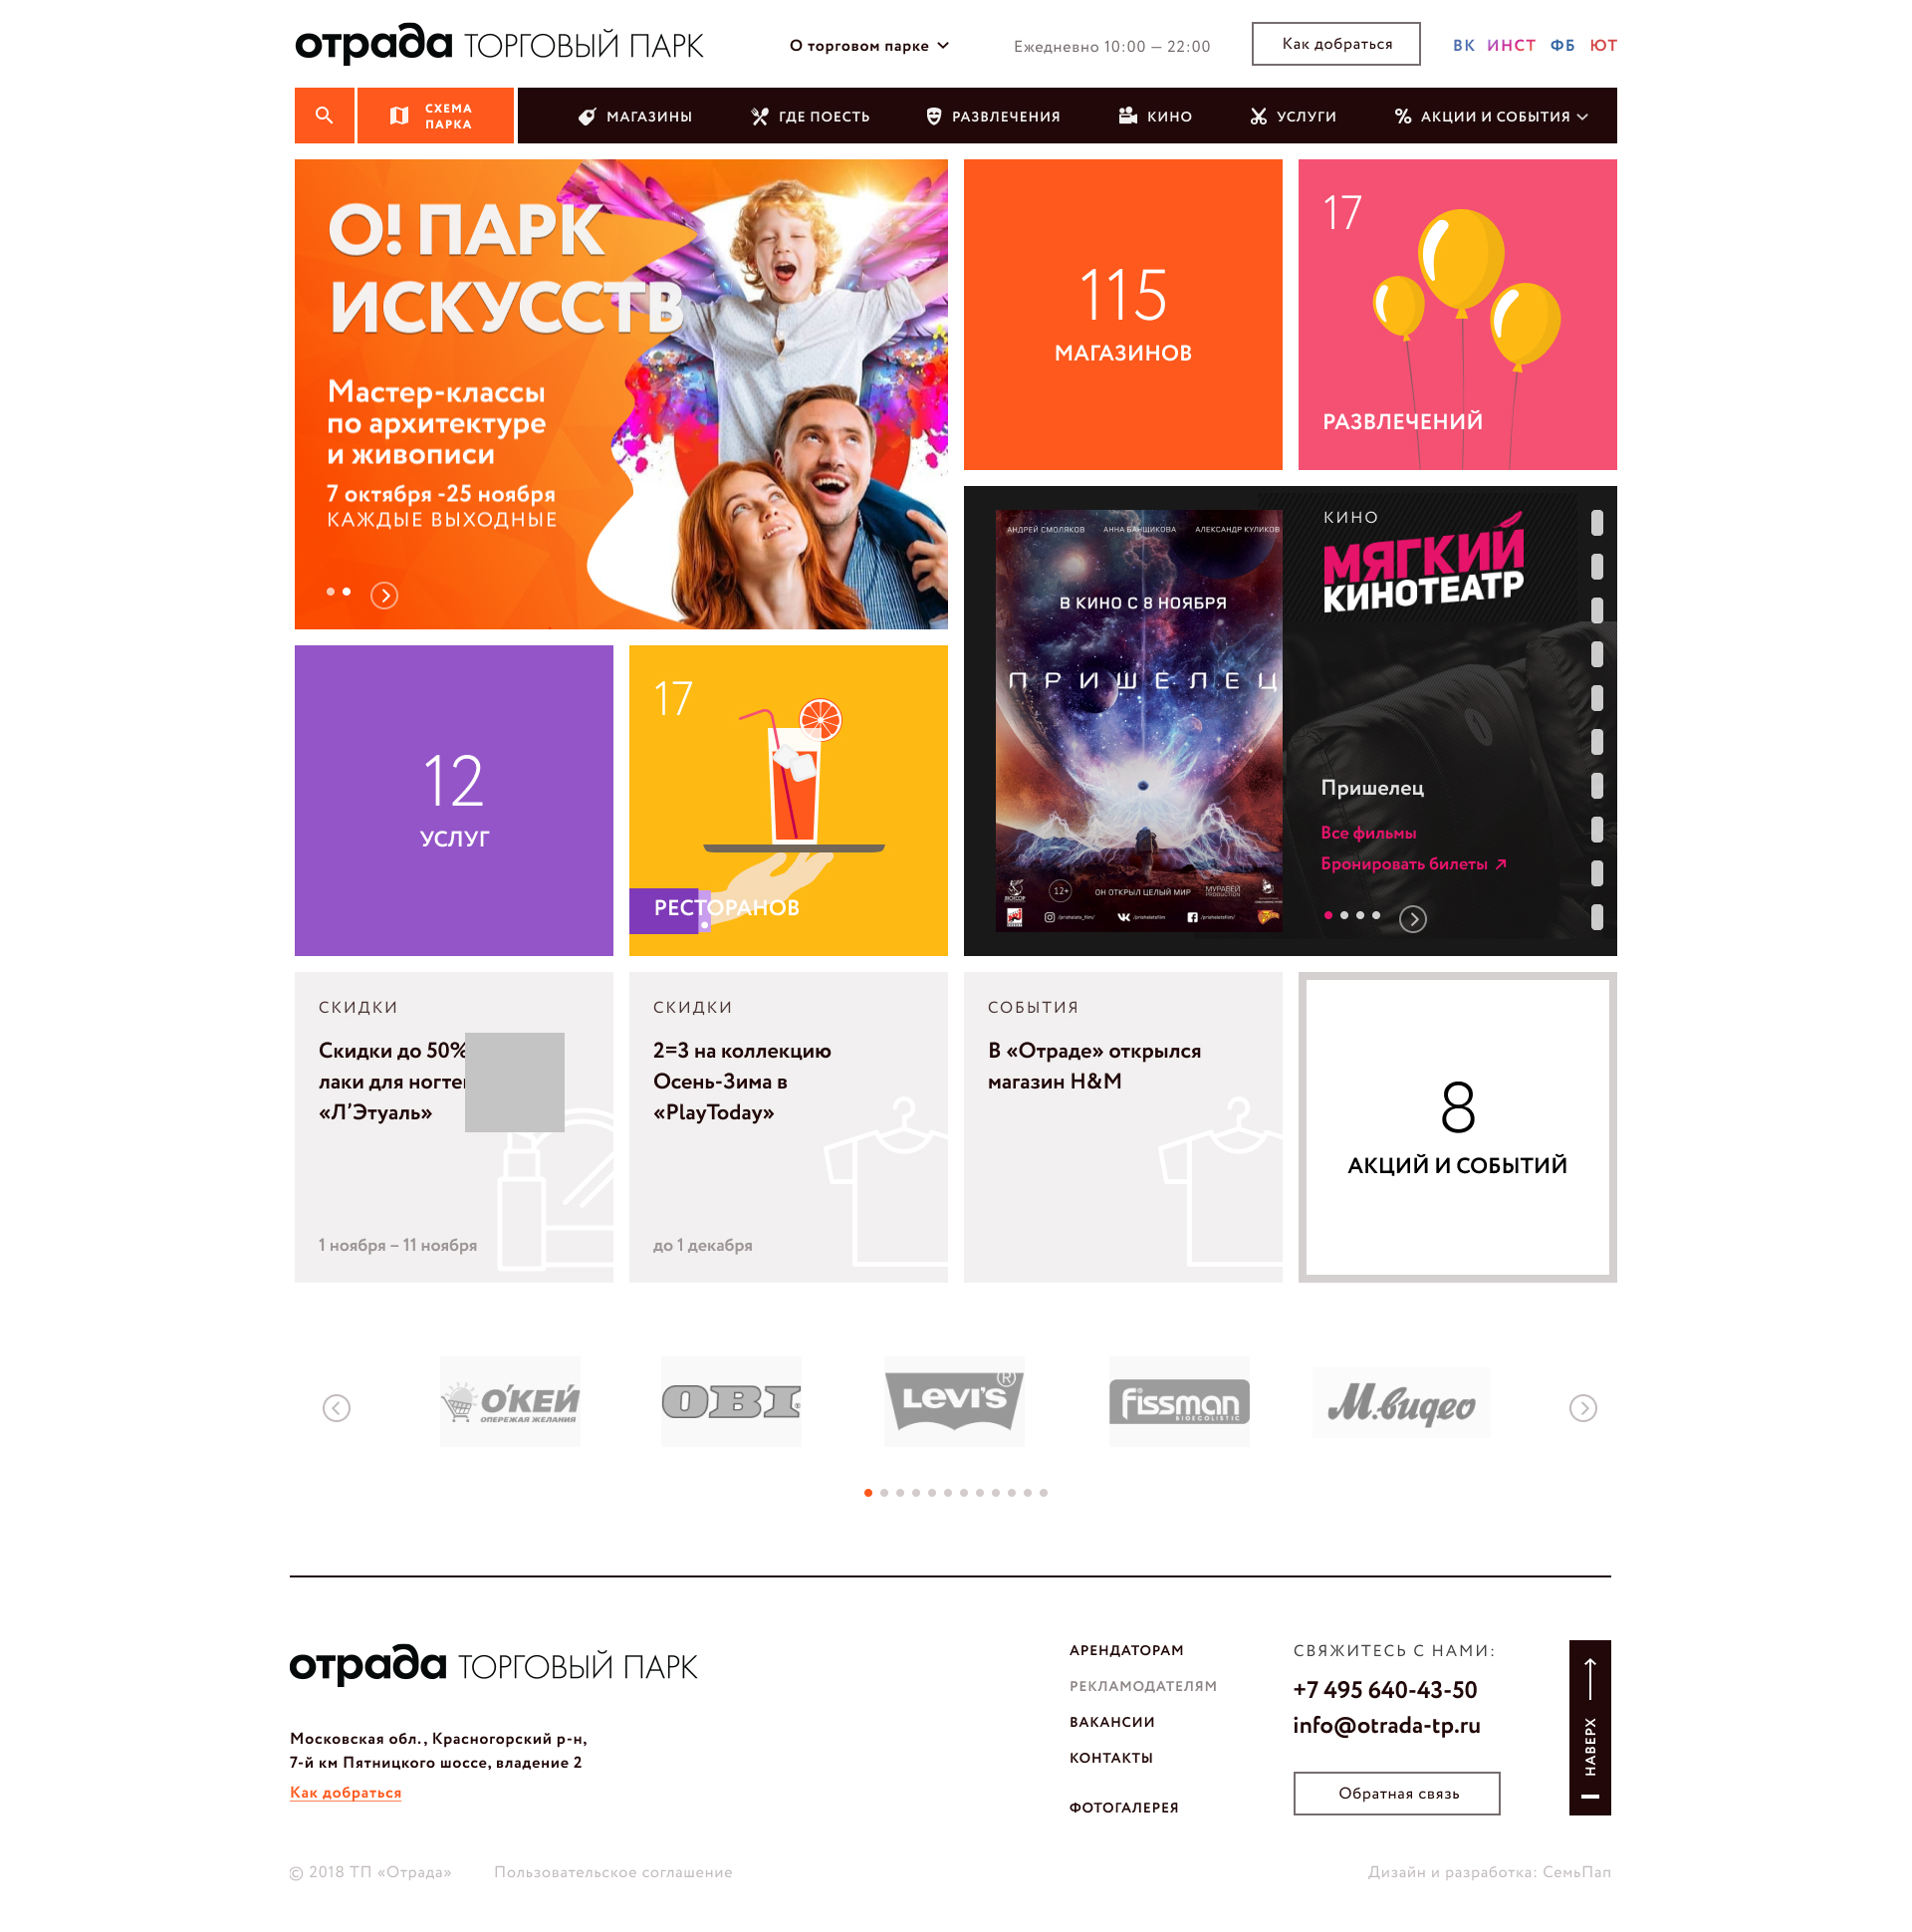 отрада ТОРГОВЫЙ ПАРК
О торговом парке
Ежедневно 10:00 — 22:00
Как добраться
ВК ИНСТ ФБ ЮТ
СХЕМА
ПАРКА
МАГАЗИНЫ
ГДЕ ПОЕСТЬ
РАЗВЛЕЧЕНИЯ
КИНО
УСЛУГИ
АКЦИИ И СОБЫТИЯ
О! ПАРК
ИСКУССТВ
Мастер-классы
по архитектуре
и живописи
7 октября -25 ноября
КАЖДЫЕ ВЫХОДНЫЕ
115
МАГАЗИНОВ
17
РАЗВЛЕЧЕНИЙ
АНДРЕЙ СМОЛЯКОВ АННА БАНЩИКОВА АЛЕКСАНДР КУЛИКОВ
В КИНО С 8 НОЯБРЯ
ПРИШЕЛЕЦ
12+
ОН ОТКРЫЛ ЦЕЛЫЙ МИР
МУРАВЕЙ
PRODUCTION
/prisheletsfilm/
КИНО
МЯГКИЙ
КИНОТЕАТР
Пришелец
Все фильмы
Бронировать билеты
12
УСЛУГ
17
РЕСТОРАНОВ
СКИДКИ
Скидки до 50%
лаки для ногтей
«Л’Этуаль»
1 ноября – 11 ноября
СКИДКИ
2=3 на коллекцию
Осень-Зима в
«PlayToday»
до 1 декабря
СОБЫТИЯ
В «Отраде» открылся
магазин H&M
8
АКЦИЙ И СОБЫТИЙ
О'КЕЙ
ОПЕРЕЖАЯ ЖЕЛАНИЯ
OBI
LEVI'S
®
fissman
BIOECOLISTIC
М.видео
отрада ТОРГОВЫЙ ПАРК
Московская обл., Красногорский р-н,
7-й км Пятницкого шоссе, владение 2
Как добраться
АРЕНДАТОРАМ
РЕКЛАМОДАТЕЛЯМ
ВАКАНСИИ
КОНТАКТЫ
ФОТОГАЛЕРЕЯ
СВЯЖИТЕСЬ С НАМИ:
+7 495 640-43-50
info@otrada-tp.ru
Обратная связь
НАВЕРХ
© 2018 ТП «Отрада»
Пользовательское соглашение
Дизайн и разработка: СемьПап